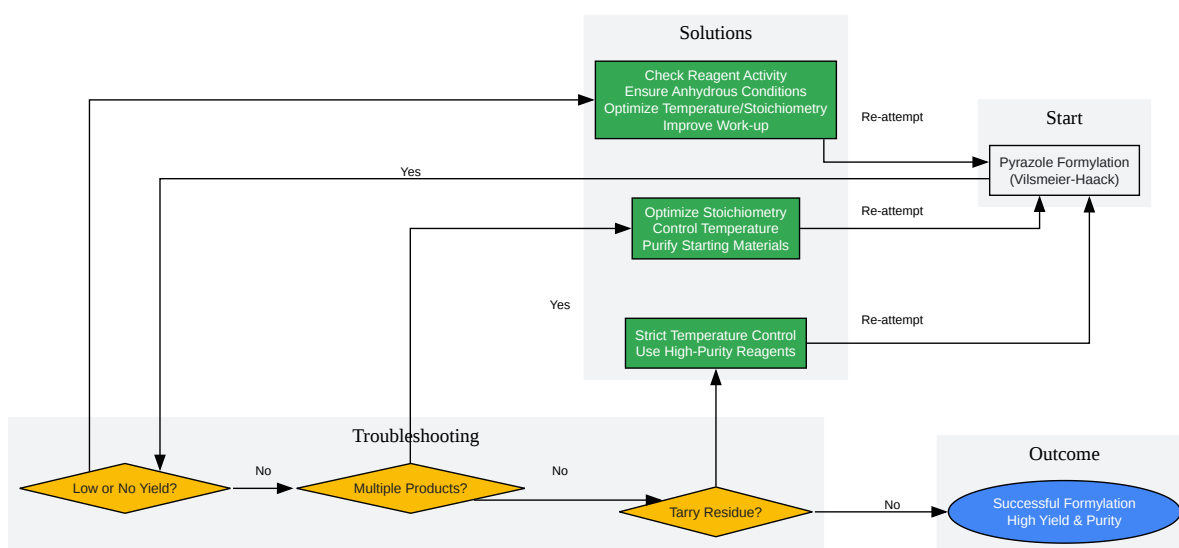 Solutions
Check Reagent Activity
Ensure Anhydrous Conditions
Optimize Temperature/Stoichiometry
Improve Work-up
Re-attempt
Start
Pyrazole Formylation
(Vilsmeier-Haack)
Yes
Optimize Stoichiometry
Control Temperature
Purify Starting Materials
Re-attempt
Yes
Strict Temperature Control
Use High-Purity Reagents
Re-attempt
Troubleshooting
Low or No Yield?
No
Multiple Products?
No
Tarry Residue?
No
Outcome
Successful Formylation
High Yield & Purity